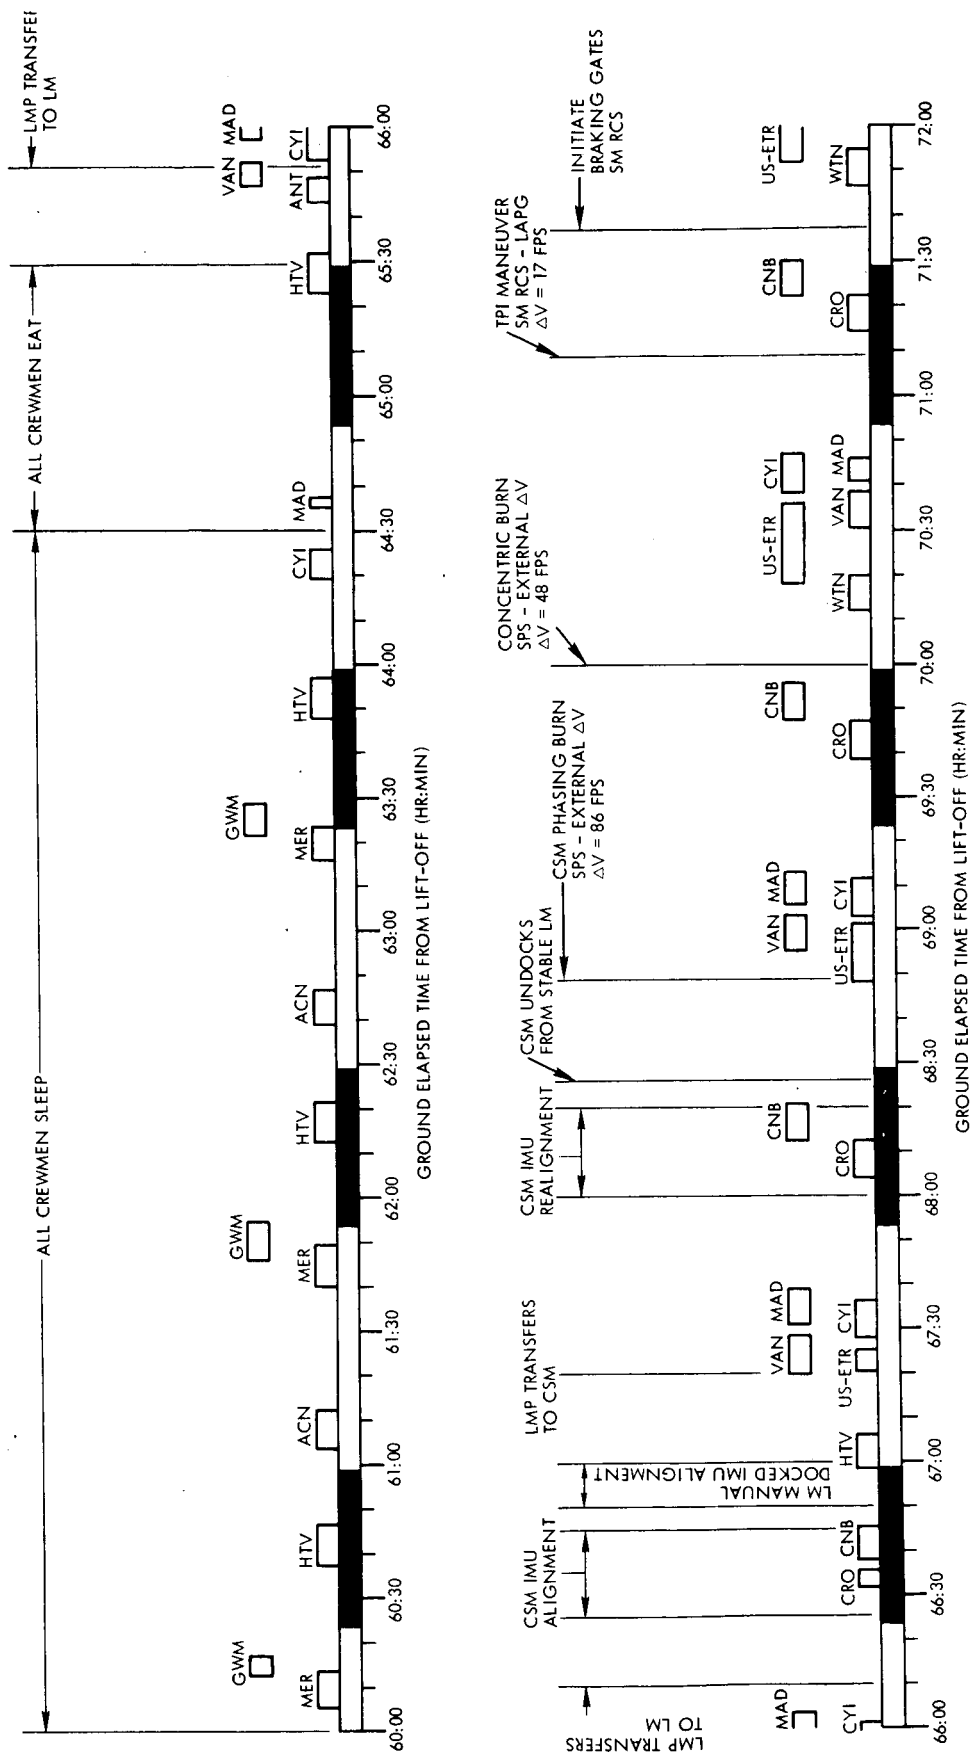 ALL CREWMEN SLEEP
ALL CREWMEN EAT
LMP TRANSFER
TO LM
GWM
GWM
GWM
VAN MAD
MER
HTV
ACN
MER
HTV
ACN
MER
HTV
CYI
MAD
HTV
ANT
CYI
60:00
60:30
61:00
61:30
62:00
62:30
63:00
63:30
64:00
64:30
65:00
65:30
66:00
GROUND ELAPSED TIME FROM LIFT-OFF (HR:MIN)
LMP TRANSFERS
TO LM
CSM IMU
ALIGNMENT
LM MANUAL
DOCKED IMU ALIGNMENT
LMP TRANSFERS
TO CSM
CSM IMU
REALIGNMENT
CSM UNDOCKS
FROM STABLE LM
CSM PHASING BURN
SPS - EXTERNAL ΔV
ΔV = 86 FPS
CONCENTRIC BURN
SPS - EXTERNAL ΔV
ΔV = 48 FPS
TPI MANEUVER
SM RCS - LAPG
ΔV = 17 FPS
INITIATE
BRAKING GATES
SM RCS
MAD
VAN MAD
CNB
VAN MAD
CNB
US-ETR
CYI
CNB
US-ETR
CYI
CRO
CNB
HTV
US-ETR
CYI
CRO
US-ETR
CYI
CRO
WTN
VAN MAD
CRO
WTN
66:00
66:30
67:00
67:30
68:00
68:30
69:00
69:30
70:00
70:30
71:00
71:30
72:00
GROUND ELAPSED TIME FROM LIFT-OFF (HR:MIN)